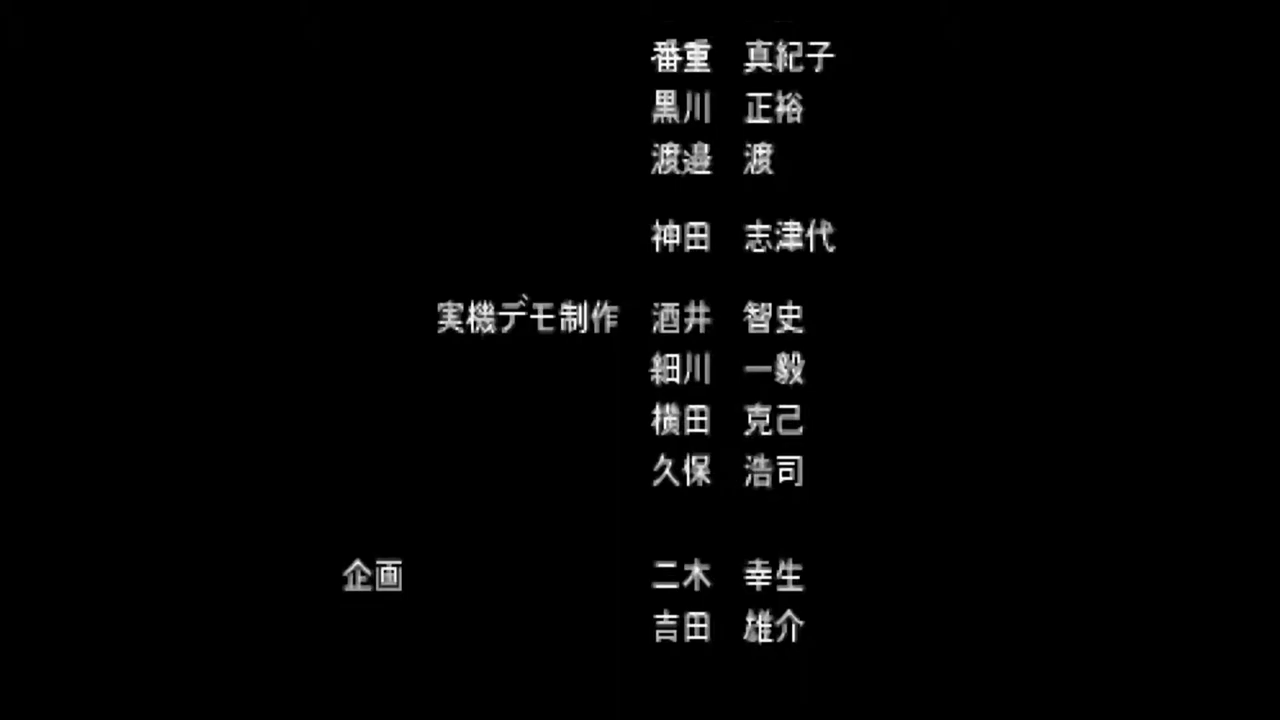 番重　真紀子
黒川　正裕
渡邉　渡
神田　志津代
実機デモ制作　酒井　智史
細川　一毅
横田　克己
久保　浩司
企画　二木　幸生
吉田　雄介